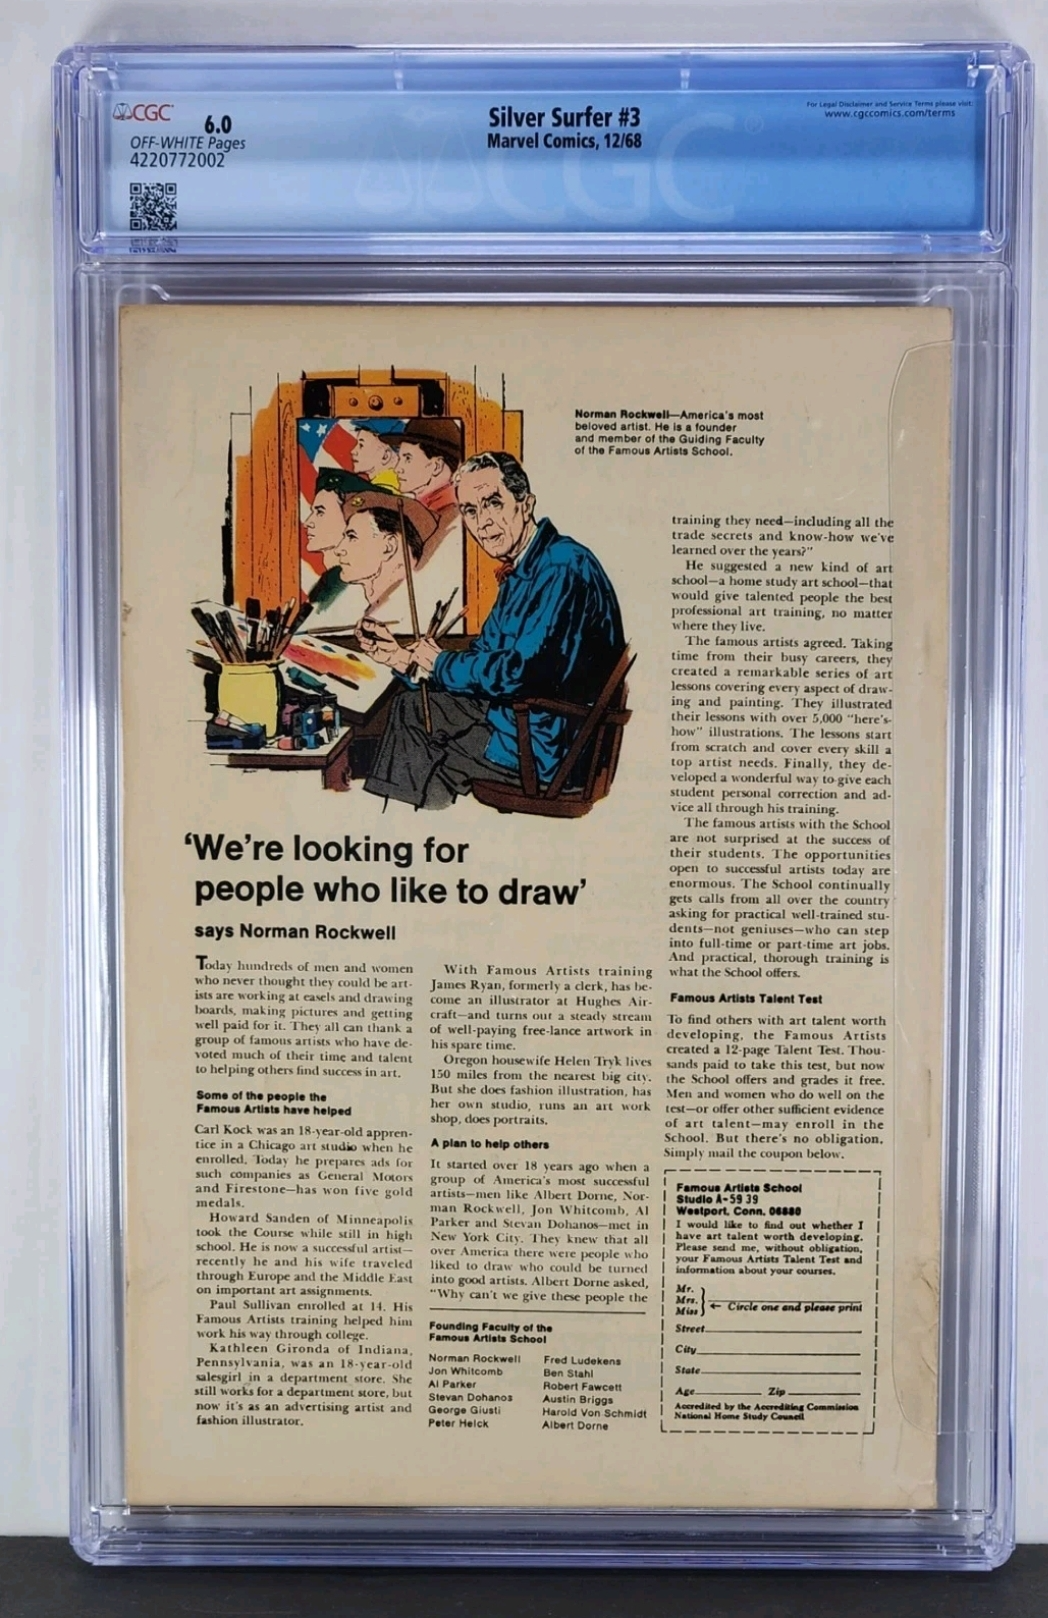 CGC
6.0
OFF-WHITE Pages
4220772002
Silver Surfer #3
Marvel Comics, 12/68
For Legal Disclaimer and Service Terms please visit:
www.cgccomics.com/terms
CGC
Norman Rockwell—America's most
beloved artist. He is a founder
and member of the Guiding Faculty
of the Famous Artists School.
'We're looking for
people who like to draw'
says Norman Rockwell
Today hundreds of men and women
who never thought they could be art-
ists are working at easels and drawing
boards, making pictures and getting
well paid for it. They all can thank a
group of famous artists who have de-
voted much of their time and talent
to helping others find success in art.
Some of the people the
Famous Artists have helped
Carl Kock was an 18-year-old appren-
tice in a Chicago art studio when he
enrolled. Today he prepares ads for
such companies as General Motors
and Firestone—has won five gold
medals.
Howard Sanden of Minneapolis
took the Course while still in high
school. He is now a successful artist—
recently he and his wife traveled
through Europe and the Middle East
on important art assignments.
Paul Sullivan enrolled at 14. His
Famous Artists training helped him
work his way through college.
Kathleen Gironda of Indiana,
Pennsylvania, was an 18-year-old
salesgirl in a department store. She
still works for a department store, but
now it's as an advertising artist and
fashion illustrator.
With Famous Artists training
James Ryan, formerly a clerk, has be-
come an illustrator at Hughes Air-
craft—and turns out a steady stream
of well-paying free-lance artwork in
his spare time.
Oregon housewife Helen Tryk lives
150 miles from the nearest big city.
But she does fashion illustration, has
her own studio, runs an art work
shop, does portraits.
A plan to help others
It started over 18 years ago when a
group of America's most successful
artists—men like Albert Dorne, Nor-
man Rockwell, Jon Whitcomb, Al
Parker and Stevan Dohanos—met in
New York City. They knew that all
over America there were people who
liked to draw who could be turned
into good artists. Albert Dorne asked,
"Why can't we give these people the
Founding Faculty of the
Famous Artists School
Norman Rockwell
Jon Whitcomb
Al Parker
Stevan Dohanos
George Giusti
Peter Helck
Fred Ludekens
Ben Stahl
Robert Fawcett
Austin Briggs
Harold Von Schmidt
Albert Dorne
training they need—including all the
trade secrets and know-how we've
learned over the years?"
He suggested a new kind of art
school—a home study art school—that
would give talented people the best
professional art training, no matter
where they live.
The famous artists agreed. Taking
time from their busy careers, they
created a remarkable series of art
lessons covering every aspect of draw-
ing and painting. They illustrated
their lessons with over 5,000 "here's-
how" illustrations. The lessons start
from scratch and cover every skill a
top artist needs. Finally, they de-
veloped a wonderful way to give each
student personal correction and ad-
vice all through his training.
The famous artists with the School
are not surprised at the success of
their students. The opportunities
open to successful artists today are
enormous. The School continually
gets calls from all over the country
asking for practical well-trained stu-
dents—not geniuses—who can step
into full-time or part-time art jobs.
And practical, thorough training is
what the School offers.
Famous Artists Talent Test
To find others with art talent worth
developing, the Famous Artists
created a 12-page Talent Test. Thou-
sands paid to take this test, but now
the School offers and grades it free.
Men and women who do well on the
test—or offer other sufficient evidence
of art talent—may enroll in the
School. But there's no obligation.
Simply mail the coupon below.
Famous Artists School
Studio A-59 39
Westport, Conn. 06880
I would like to find out whether I
have art talent worth developing.
Please send me, without obligation,
your Famous Artists Talent Test and
information about your courses.
Mr.
Mrs.
Miss
← Circle one and please print
Street
City
State
Age Zip
Accredited by the Accrediting Commission
National Home Study Council